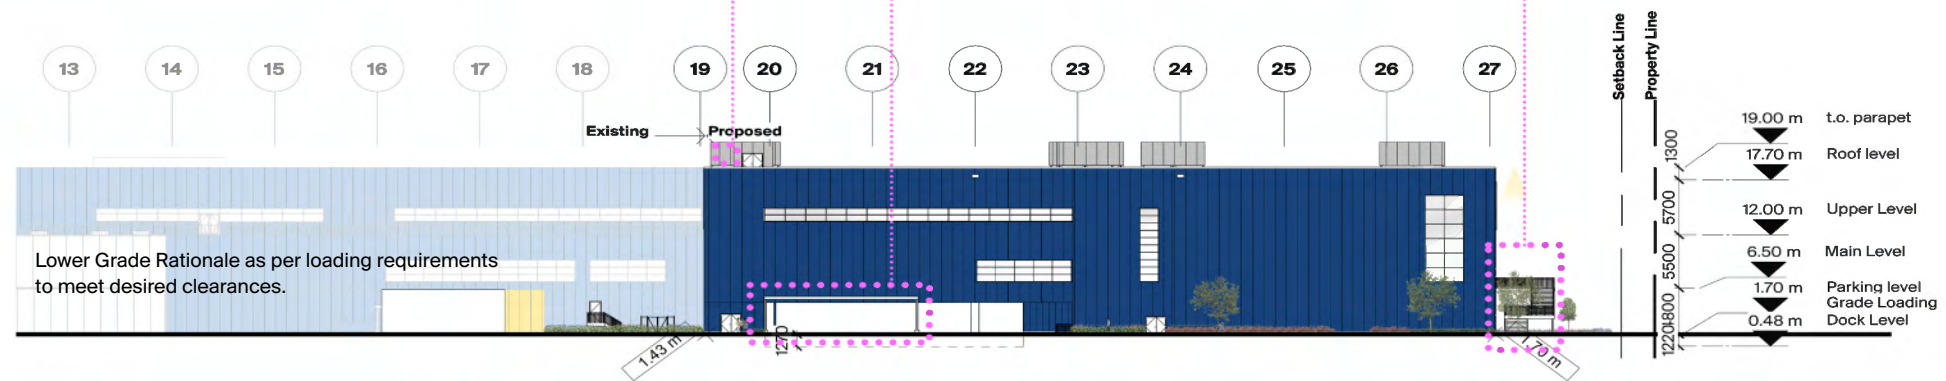 13 14 15 16 17 18 19 20 21 22 23 24 25 26 27
Setback Line
Property Line
Existing
Proposed
19.00 m t.o. parapet
17.70 m Roof level
12.00 m Upper Level
6.50 m Main Level
1.70 m Parking level
Grade Loading
0.48 m Dock Level
1300
5700
5500
4800
1220
Lower Grade Rationale as per loading requirements
to meet desired clearances.
1.43 m
1270
1.70 m